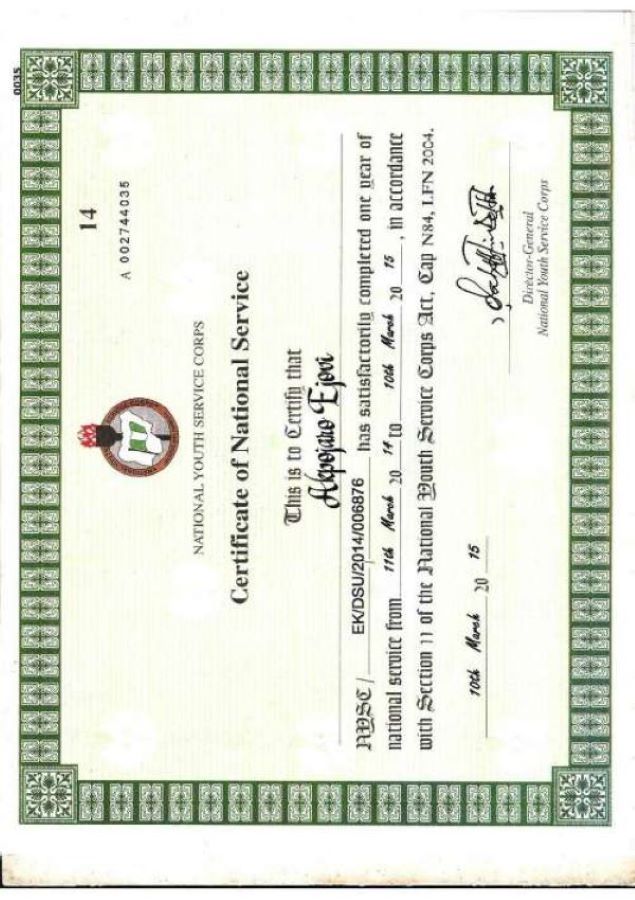 0035
14
A 002744035
NATIONAL YOUTH SERVICE CORPS
Certificate of National Service
This is to Certify that
Akpojaro Ejovi
NYSC/ EK/DSU/2014/006876 has satisfactorily completed one year of
national service from 11th March 20 14 to 10th March 20 15, in accordance
with Section 11 of the National Youth Service Corps Act, Cap N84, LFN 2004.
10th March 20 15
Director-General
National Youth Service Corps